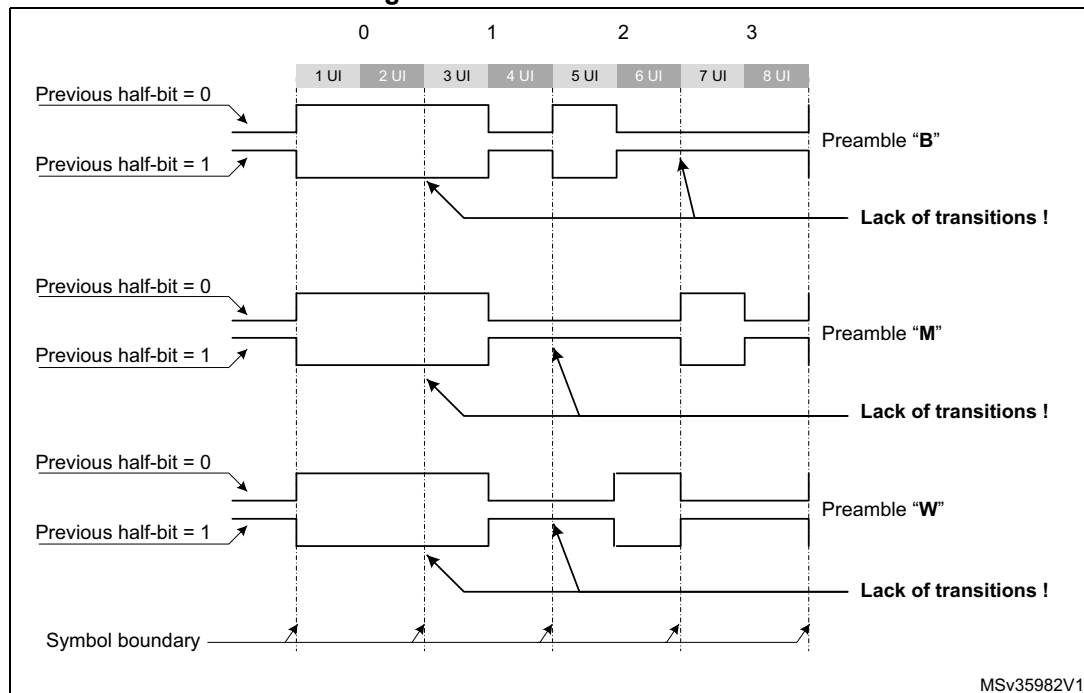 0 1 2 3
1 UI 2 UI 3 UI 4 UI 5 UI 6 UI 7 UI 8 UI
Previous half-bit = 0
Preamble “B”
Previous half-bit = 1
Lack of transitions !
Previous half-bit = 0
Preamble “M”
Previous half-bit = 1
Lack of transitions !
Previous half-bit = 0
Preamble “W”
Previous half-bit = 1
Lack of transitions !
Symbol boundary
MSv35982V1